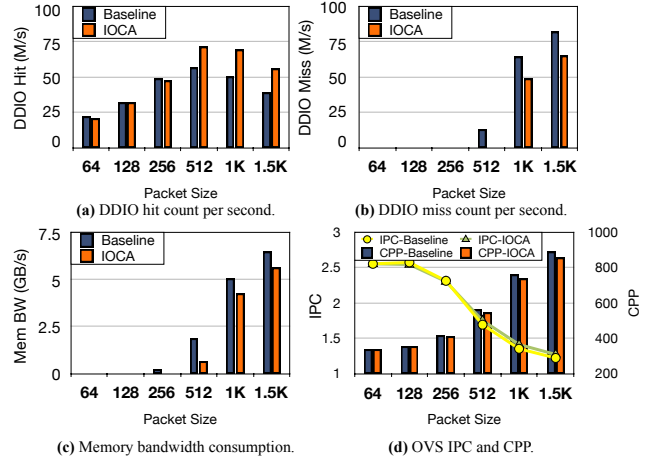 Baseline
IOCA
DDIO Hit (M/s)
100
75
50
25
0
64 128 256 512 1K 1.5K
Packet Size
(a) DDIO hit count per second.
Baseline
IOCA
DDIO Miss (M/s)
100
75
50
25
0
64 128 256 512 1K 1.5K
Packet Size
(b) DDIO miss count per second.
Baseline
IOCA
Mem BW (GB/s)
7.5
5
2.5
0
64 128 256 512 1K 1.5K
Packet Size
(c) Memory bandwidth consumption.
IPC-Baseline IPC-IOCA
CPP-Baseline CPP-IOCA
IPC
3
2.5
2
1.5
1
CPP
1000
800
600
400
200
64 128 256 512 1K 1.5K
Packet Size
(d) OVS IPC and CPP.